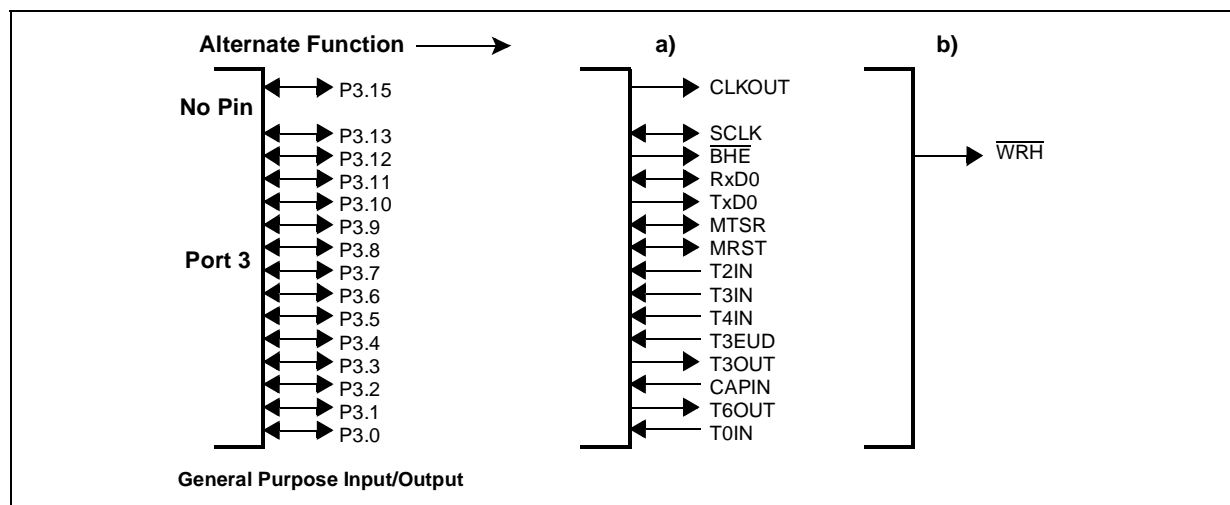 Alternate Function a) b)
No Pin
Port 3
P3.15
P3.13
P3.12
P3.11
P3.10
P3.9
P3.8
P3.7
P3.6
P3.5
P3.4
P3.3
P3.2
P3.1
P3.0
CLKOUT
SCLK
B̅H̅E̅
RxD0
TxD0
MTSR
MRST
T2IN
T3IN
T4IN
T3EUD
T3OUT
CAPIN
T6OUT
T0IN
W̅R̅H̅
General Purpose Input/Output